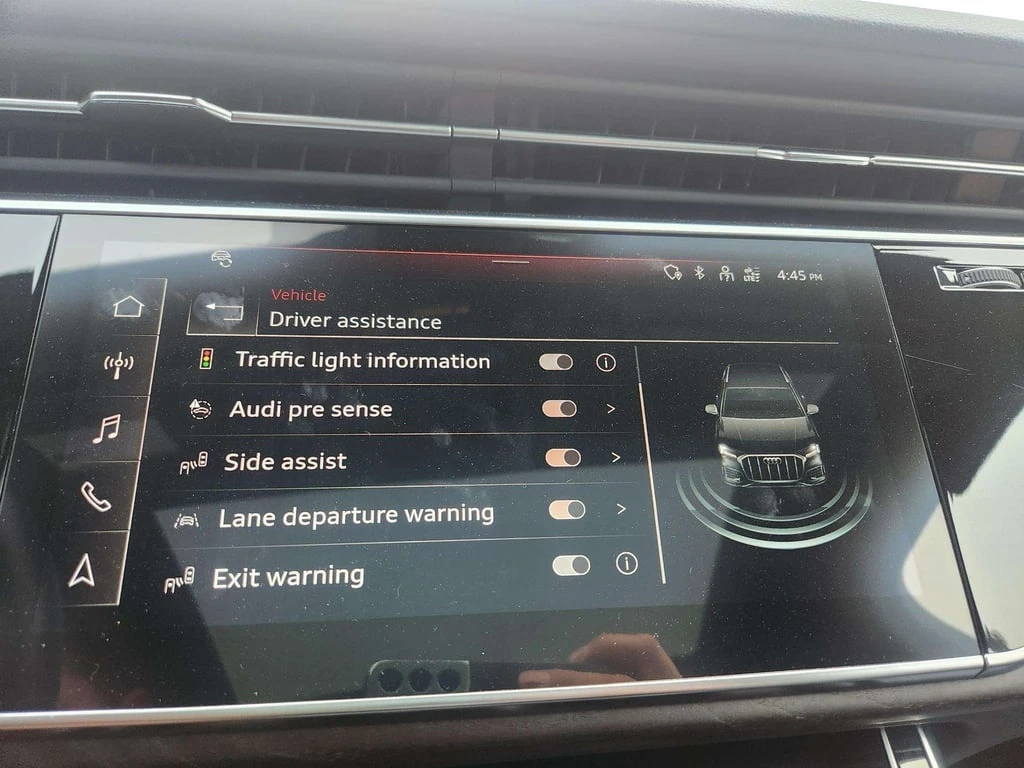 LTE
4:45 PM
Vehicle
Driver assistance
Traffic light information
Audi pre sense
Side assist
Lane departure warning
Exit warning